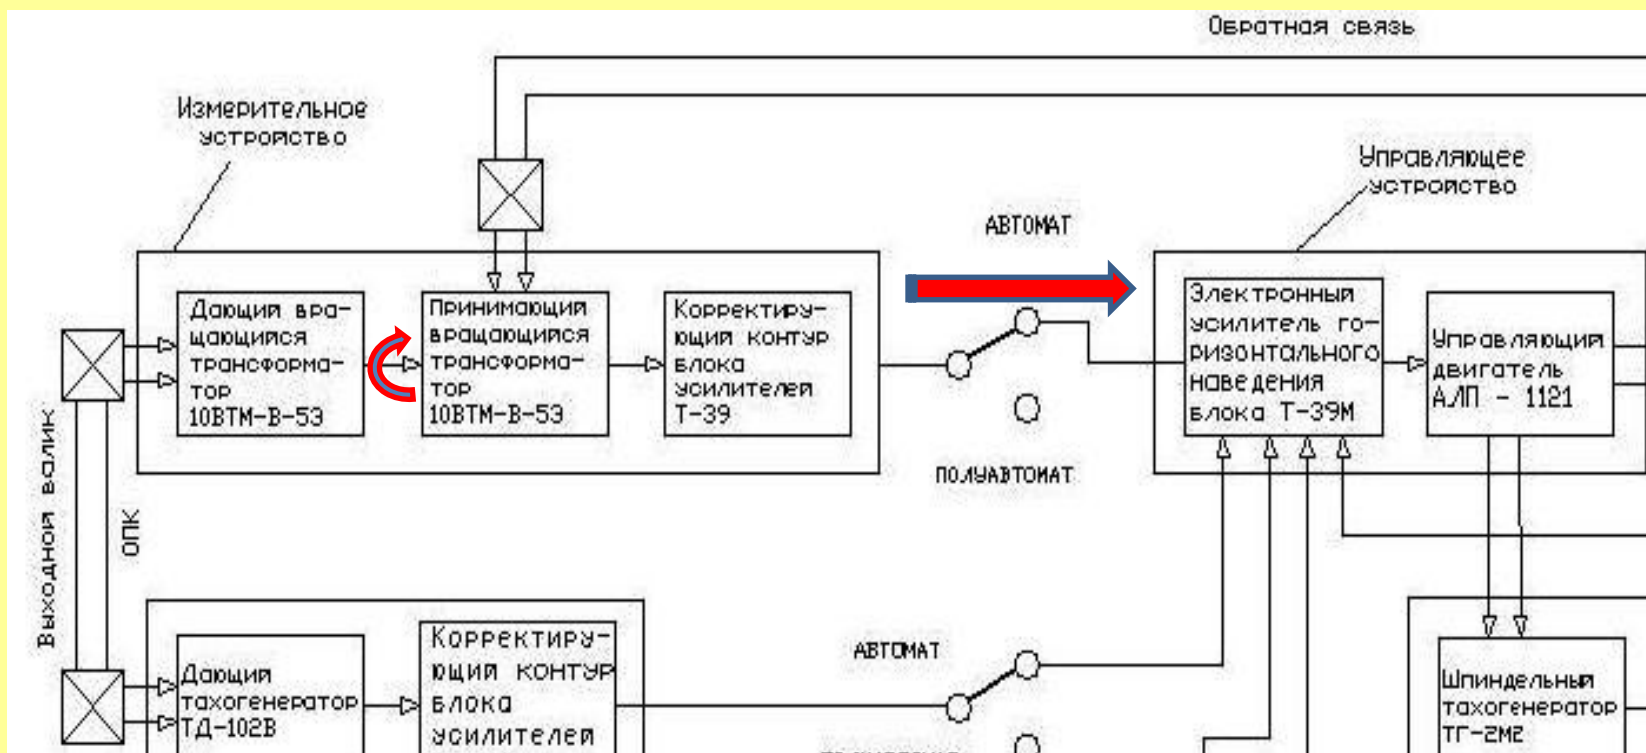 Обратная связь
Измерительное
устройство
Управляющее
устройство
АВТОМАТ
Дающий вра-
щающийся
трансформа-
тор
10ВТМ-В-53
Принимающий
вращающийся
трансформа-
тор
10ВТМ-В-53
Корректиру-
ющий контур
блока
усилителей
Т-39
Электронный
усилитель го-
ризонтального
наведения
блока Т-39М
Управляющий
двигатель
АЛП - 1121
ПОЛУАВТОМАТ
Выходной валик
ОПК
Дающий
тахогенератор
ТД-102В
Корректиру-
ющий контур
блока
усилителей
АВТОМАТ
Шпиндельный
тахогенератор
ТГ-2М2